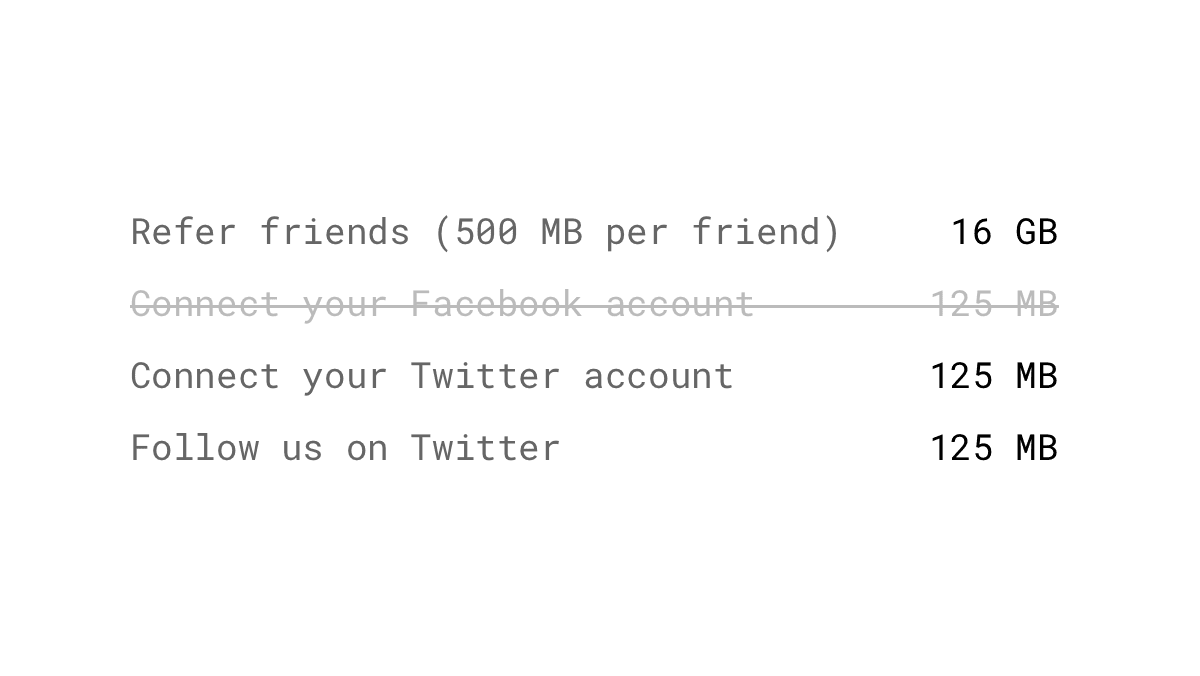 Refer friends (500 MB per friend) 16 GB
Connect your Facebook account 125 MB
Connect your Twitter account 125 MB
Follow us on Twitter 125 MB